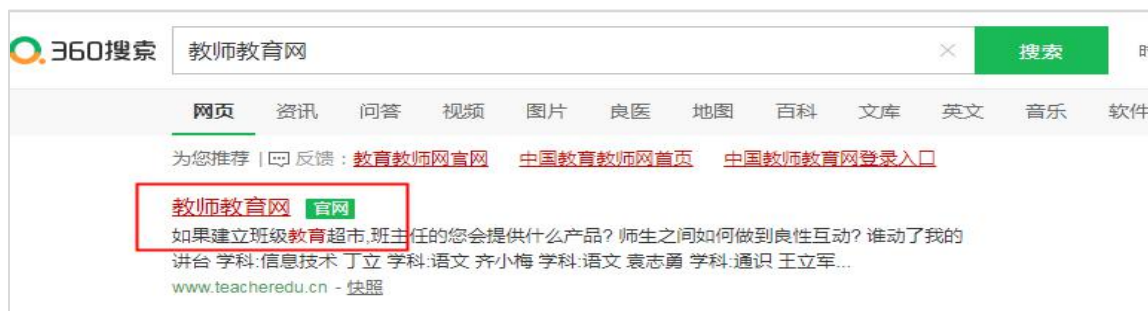 360搜索 教师教育网 搜索
网页 资讯 问答 视频 图片 良医 地图 百科 文库 英文 音乐 软件
为您推荐 | 反馈：教育教师网官网 中国教育教师网首页 中国教师教育网登录入口
教师教育网 官网
如果建立班级教育超市,班主任的您会提供什么产品? 师生之间如何做到良性互动? 谁动了我的
讲台 学科:信息技术 丁立 学科:语文 齐小梅 学科:语文 袁志勇 学科:通识 王立军...
www.teacheredu.cn - 快照